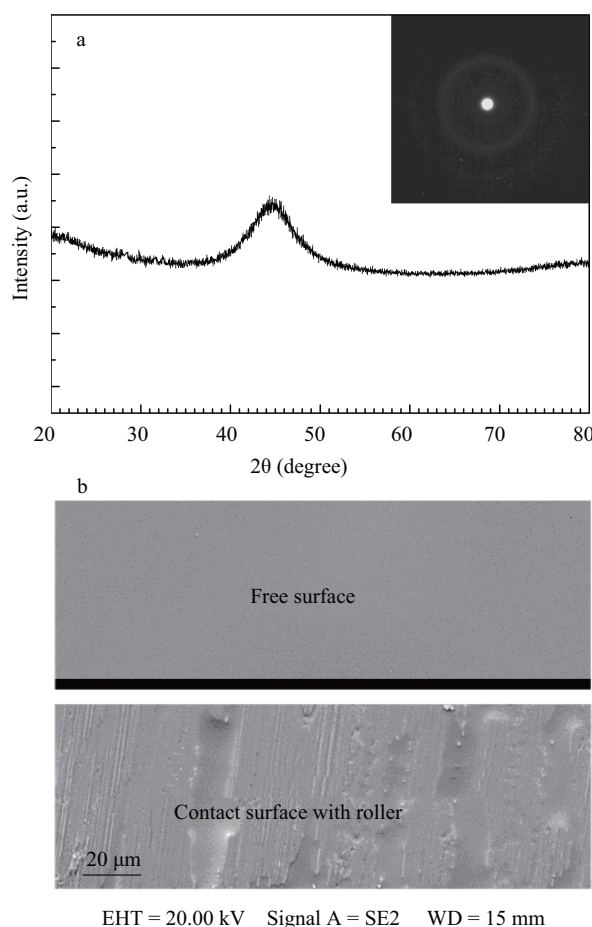 a
Intensity (a.u.)
20 30 40 50 60 70 80
2θ (degree)
b
Free surface
Contact surface with roller
20 μm
EHT = 20.00 kV Signal A = SE2 WD = 15 mm